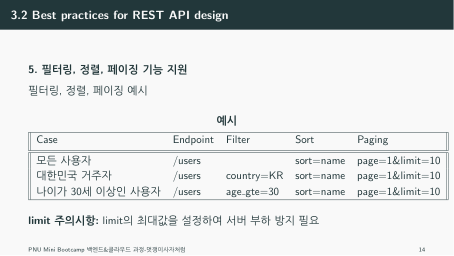 3.2 Best practices for REST API design
5. 필터링, 정렬, 페이징 기능 지원
필터링, 정렬, 페이징 예시
예시
Case Endpoint Filter Sort Paging
모든 사용자 /users sort=name page=1&limit=10
대한민국 거주자 /users country=KR sort=name page=1&limit=10
나이가 30세 이상인 사용자 /users age_gte=30 sort=name page=1&limit=10
limit 주의시항: limit의 최대값을 설정하여 서버 부하 방지 필요
PNU Mini Bootcamp 백엔드&클라우드 과정-멋쟁이사자처럼 14